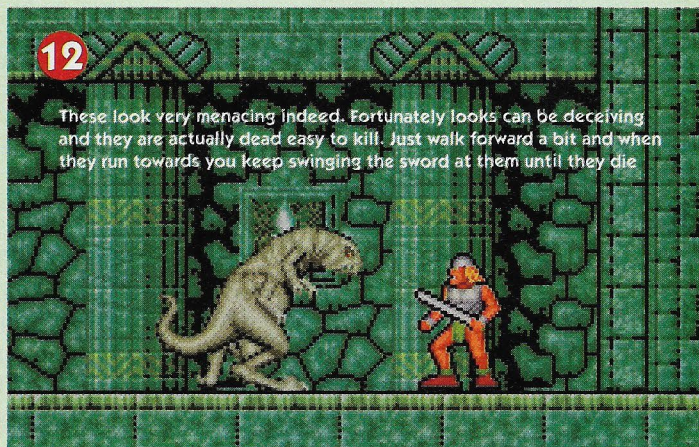 12
These look very menacing indeed. Fortunately looks can be deceiving
and they are actually dead easy to kill. Just walk forward a bit and when
they run towards you keep swinging the sword at them until they die